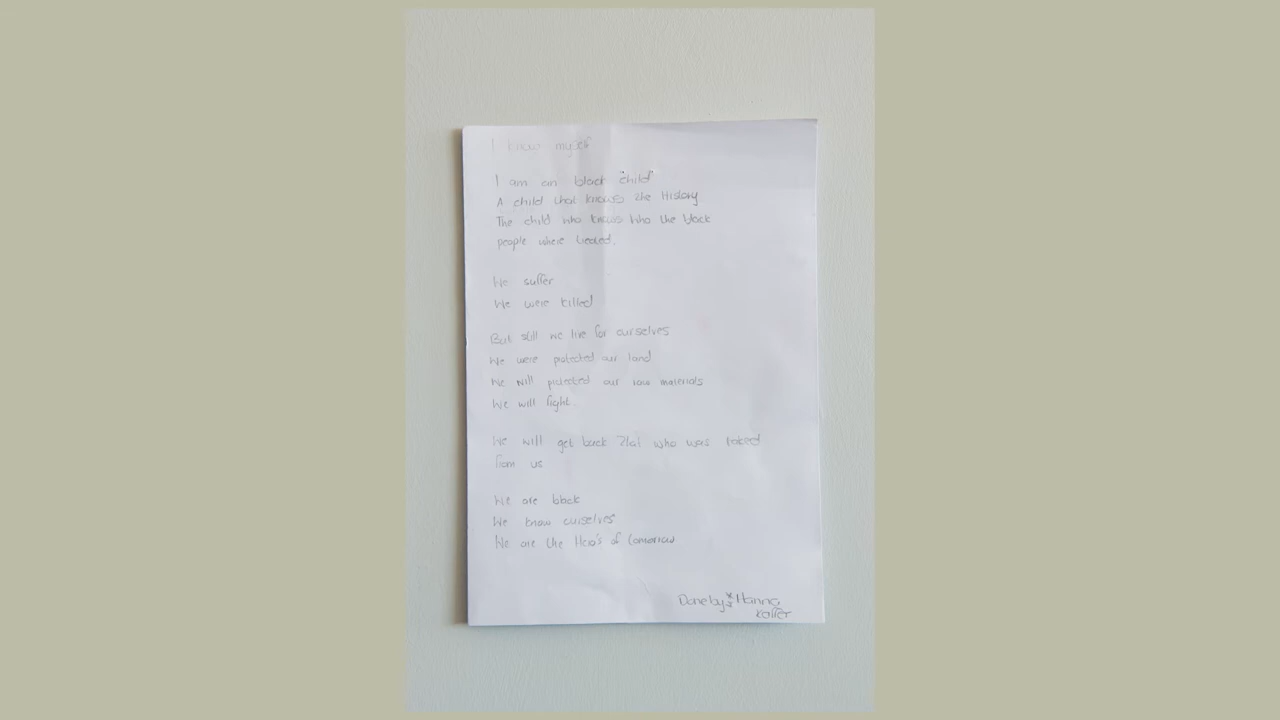 I know myself
I am an black "child"
A child that knows the History
The child who knows who the black
people where treated.
We suffer
We were killed
But still we live for ourselves
We were protected our land
We will protected our raw materials
We will fight.
We will get back that who was robed
from us
We are black
We know ourselves
We are the Hero's of tomorrow.
Done by: Hanna,